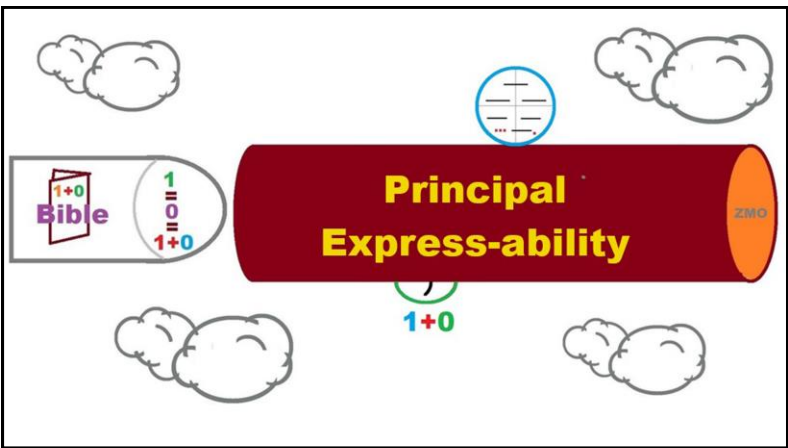 1+0
Bible
1
=
0
=
1+0
Principal
Express-ability
ZMO
1+0